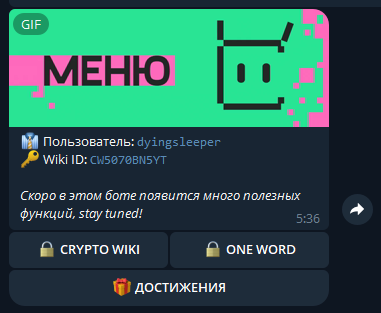 GIF
МЕНЮ
Пользователь: dyingsleeper
Wiki ID: CW5070BN5YT
Скоро в этом боте появится много полезных
функций, stay tuned!
5:36
CRYPTO WIKI
ONE WORD
ДОСТИЖЕНИЯ